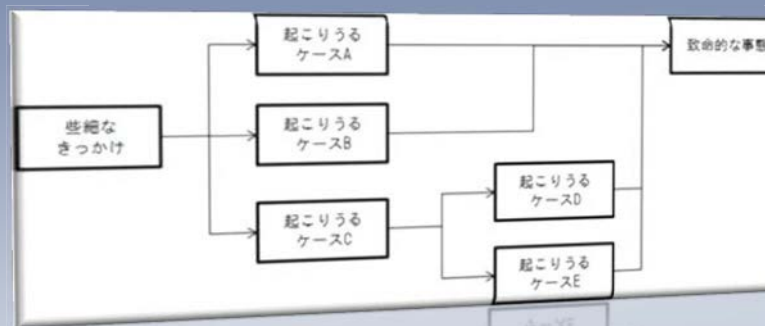 些細な
きっかけ
起こりうる
ケースA
起こりうる
ケースB
起こりうる
ケースC
起こりうる
ケースD
起こりうる
ケースE
致命的な事態